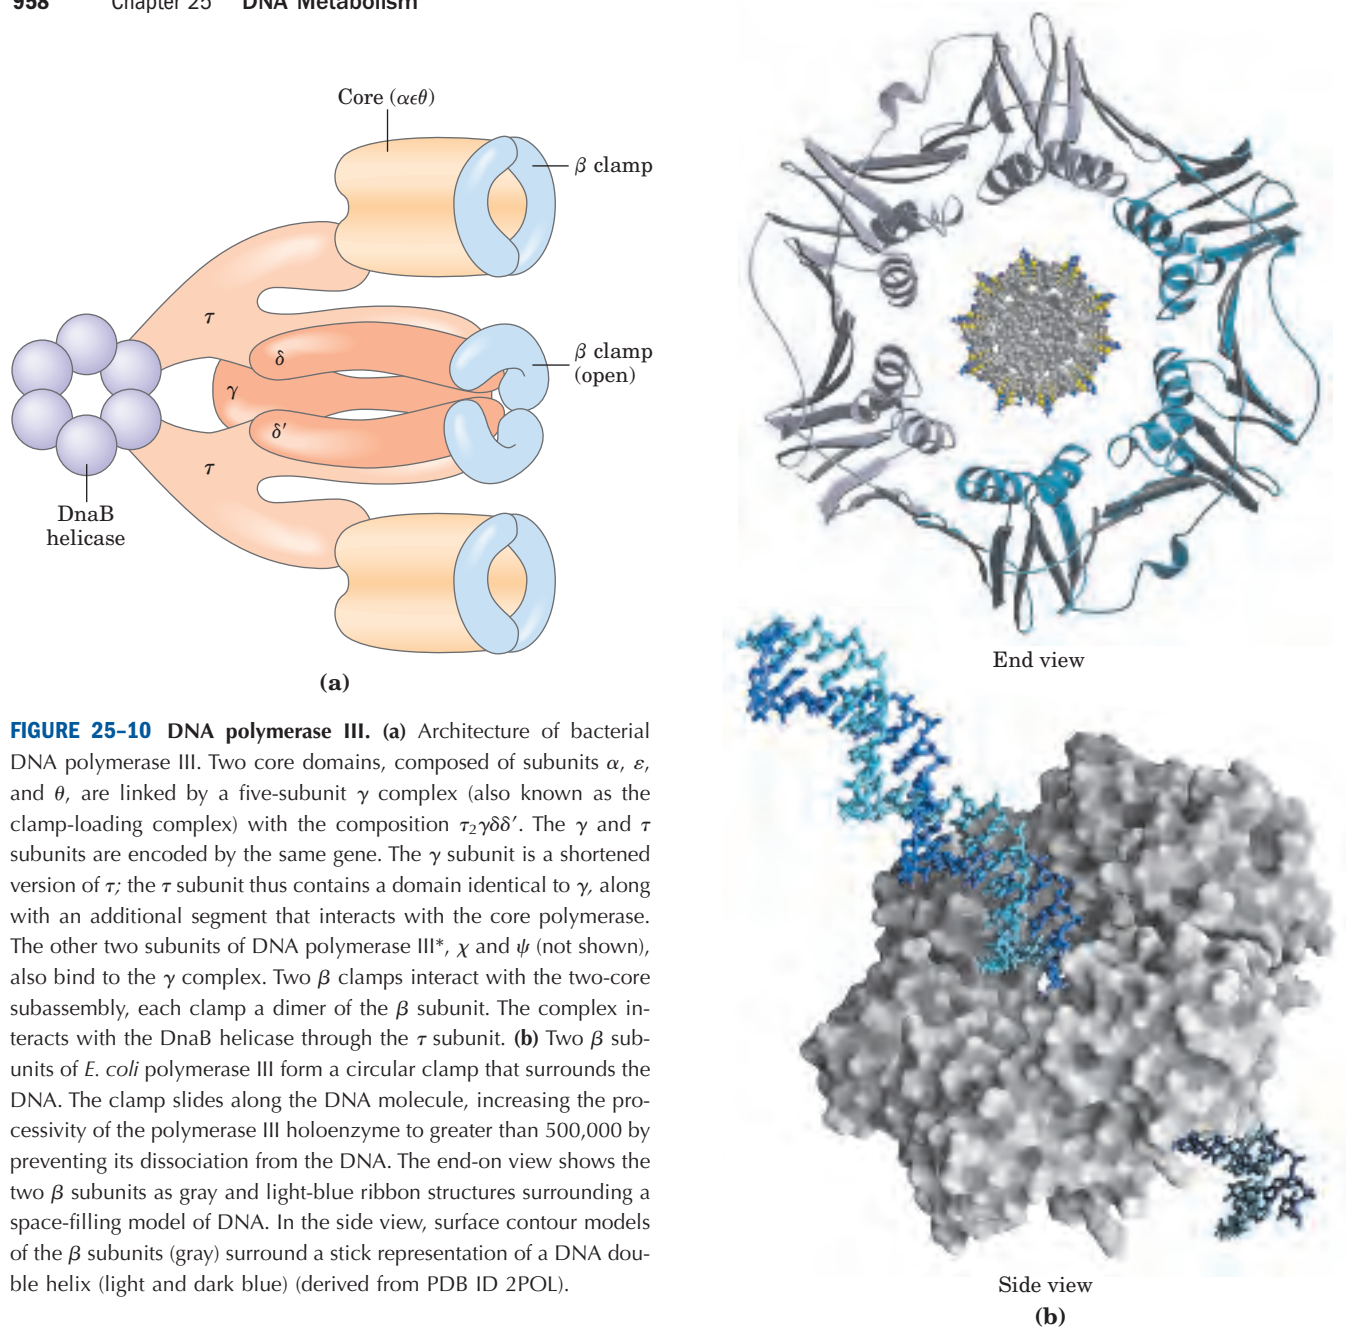 958 Chapter 25 DNA Metabolism
Core (αϵθ)
β clamp
τ
δ
β clamp
(open)
γ
δ′
τ
DnaB
helicase
(a)
FIGURE 25–10 DNA polymerase III. (a) Architecture of bacterial
DNA polymerase III. Two core domains, composed of subunits α, ε,
and θ, are linked by a five-subunit γ complex (also known as the
clamp-loading complex) with the composition τ₂γδδ′. The γ and τ
subunits are encoded by the same gene. The γ subunit is a shortened
version of τ; the τ subunit thus contains a domain identical to γ, along
with an additional segment that interacts with the core polymerase.
The other two subunits of DNA polymerase III*, χ and ψ (not shown),
also bind to the γ complex. Two β clamps interact with the two-core
subassembly, each clamp a dimer of the β subunit. The complex in-
teracts with the DnaB helicase through the τ subunit. (b) Two β sub-
units of E. coli polymerase III form a circular clamp that surrounds the
DNA. The clamp slides along the DNA molecule, increasing the pro-
cessivity of the polymerase III holoenzyme to greater than 500,000 by
preventing its dissociation from the DNA. The end-on view shows the
two β subunits as gray and light-blue ribbon structures surrounding a
space-filling model of DNA. In the side view, surface contour models
of the β subunits (gray) surround a stick representation of a DNA dou-
ble helix (light and dark blue) (derived from PDB ID 2POL).
End view
Side view
(b)